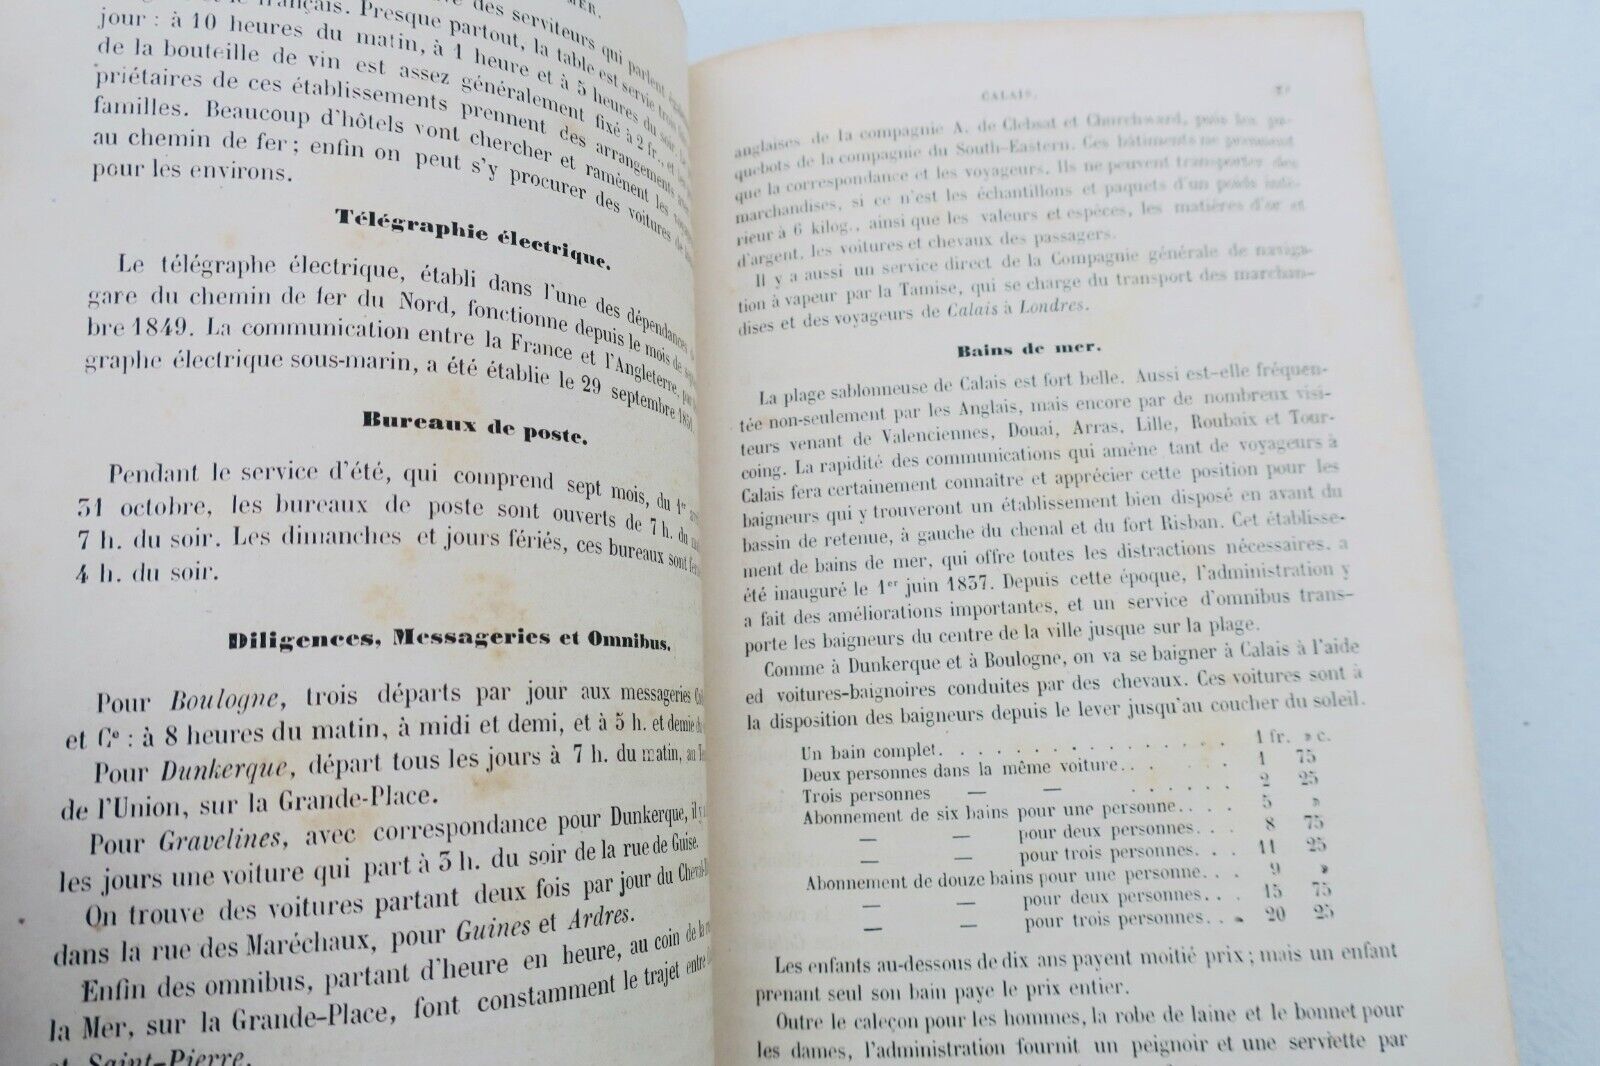 MER.
des serviteurs qui parlent
le français. Presque partout, la table est servie trois
jour : à 10 heures du matin, à 1 heure et à 5 heures du soir. Le
de la bouteille de vin est assez généralement fixé à 2 fr., et les
priétaires de ces établissements prennent des arrangements
familles. Beaucoup d'hôtels vont chercher et ramènent les
au chemin de fer ; enfin on peut s'y procurer des voitures de
pour les environs.
Télégraphie électrique.
Le télégraphe électrique, établi dans l'une des dépendances
gare du chemin de fer du Nord, fonctionne depuis le mois de
bre 1849. La communication entre la France et l'Angleterre,
graphe électrique sous-marin, a été établie le 29 septembre
Bureaux de poste.
Pendant le service d'été, qui comprend sept mois, du 1er
31 octobre, les bureaux de poste sont ouverts de 7 h. du
7 h. du soir. Les dimanches et jours fériés, ces bureaux sont
4 h. du soir.
Diligences, Messageries et Omnibus.
Pour Boulogne, trois départs par jour aux messageries
et Ce : à 8 heures du matin, à midi et demi, et à 5 h. et demie
Pour Dunkerque, départ tous les jours à 7 h. du matin, au
de l'Union, sur la Grande-Place.
Pour Gravelines, avec correspondance pour Dunkerque, il y
les jours une voiture qui part à 3 h. du soir de la rue de Guise.
On trouve des voitures partant deux fois par jour du
dans la rue des Maréchaux, pour Guines et Ardres.
Enfin des omnibus, partant d'heure en heure, au coin de la
la Mer, sur la Grande-Place, font constamment le trajet entre
et Saint-Pierre.
CALAIS.
anglaises de la compagnie A. de Clebsat et Churchward, puis les pa-
quebots de la compagnie du South-Eastern. Ces bâtiments ne prennent
que la correspondance et les voyageurs. Ils ne peuvent transporter des
marchandises, si ce n'est les échantillons et paquets d'un poids infé-
rieur à 6 kilog., ainsi que les valeurs et espèces, les matières d'or et
d'argent, les voitures et chevaux des passagers.
Il y a aussi un service direct de la Compagnie générale de naviga-
tion à vapeur par la Tamise, qui se charge du transport des marchan-
dises et des voyageurs de Calais à Londres.
Bains de mer.
La plage sablonneuse de Calais est fort belle. Aussi est-elle fréquen-
tée non-seulement par les Anglais, mais encore par de nombreux visi-
teurs venant de Valenciennes, Douai, Arras, Lille, Roubaix et Tour-
coing. La rapidité des communications qui amène tant de voyageurs à
Calais fera certainement connaître et apprécier cette position pour les
baigneurs qui y trouveront un établissement bien disposé en avant du
bassin de retenue, à gauche du chenal et du fort Risban. Cet établisse-
ment de bains de mer, qui offre toutes les distractions nécessaires, a
été inauguré le 1er juin 1837. Depuis cette époque, l'administration y
a fait des améliorations importantes, et un service d'omnibus trans-
porte les baigneurs du centre de la ville jusque sur la plage.
Comme à Dunkerque et à Boulogne, on va se baigner à Calais à l'aide
ed voitures-baignoires conduites par des chevaux. Ces voitures sont à
la disposition des baigneurs depuis le lever jusqu'au coucher du soleil.
Un bain complet. . . . . . . . . . . . . . 1 fr. » c.
Deux personnes dans la même voiture. . . . . . . 1 75
Trois personnes — — . . . . . . . 2 25
Abonnement de six bains pour une personne. . . . 5 »
— — pour deux personnes. . . 8 75
— — pour trois personnes. . . 11 25
Abonnement de douze bains pour une personne. . . 9 »
— — pour deux personnes. . . 15 75
— — pour trois personnes. . . 20 25
Les enfants au-dessous de dix ans payent moitié prix ; mais un enfant
prenant seul son bain paye le prix entier.
Outre le caleçon pour les hommes, la robe de laine et le bonnet pour
les dames, l'administration fournit un peignoir et une serviette par